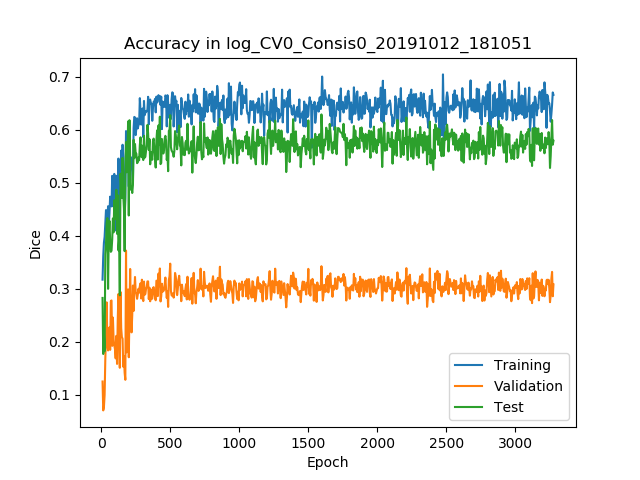 Accuracy in log_CV0_Consis0_20191012_181051
0.7
0.6
0.5
0.4
0.3
0.2
0.1
Dice
0 500 1000 1500 2000 2500 3000
Epoch
Training
Validation
Test